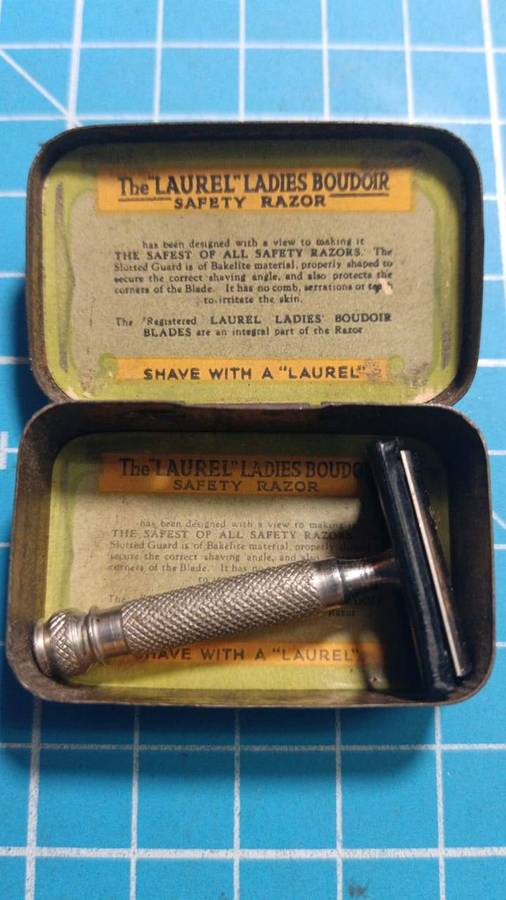 The "LAUREL" LADIES BOUDOIR
SAFETY RAZOR
has been designed with a view to making it
THE SAFEST OF ALL SAFETY RAZORS. The
Slotted Guard is of Bakelite material, properly shaped to
secure the correct shaving angle, and also protects the
corners of the Blade. It has no comb, serrations or
to irritate the skin.
The "Registered LAUREL LADIES' BOUDOIR
BLADES are an integral part of the Razor
SHAVE WITH A "LAUREL"
The "LAUREL" LADIES
SAFETY RAZOR
has been designed with a view to making
THE SAFEST OF ALL SAFETY
Slotted Guard is of Bakelite material, properly
secure the correct shaving angle, and
corners of the Blade. It has
to
The
Razor
SHAVE WITH A "LAUREL"